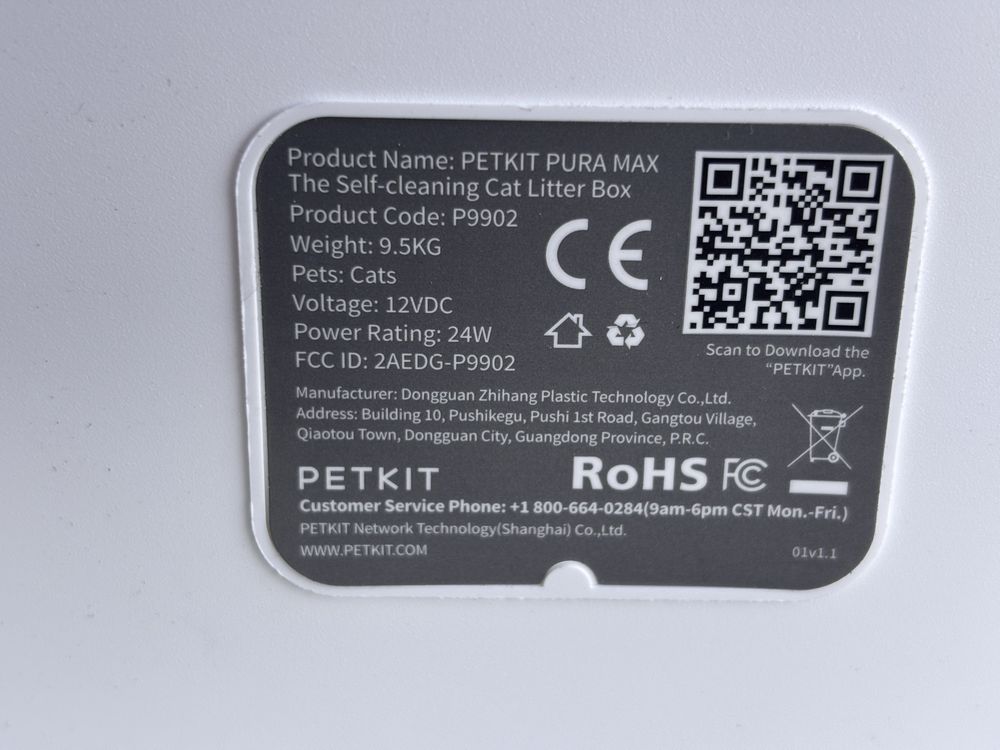 Product Name: PETKIT PURA MAX
The Self-cleaning Cat Litter Box
Product Code: P9902
Weight: 9.5KG
Pets: Cats
Voltage: 12VDC
Power Rating: 24W
FCC ID: 2AEDG-P9902
CE
Scan to Download the
“PETKIT”App.
Manufacturer: Dongguan Zhihang Plastic Technology Co.,Ltd.
Address: Building 10, Pushikegu, Pushi 1st Road, Gangtou Village,
Qiaotou Town, Dongguan City, Guangdong Province, P.R.C.
PETKIT
RoHS FC
Customer Service Phone: +1 800-664-0284(9am-6pm CST Mon.-Fri.)
PETKIT Network Technology(Shanghai) Co.,Ltd.
WWW.PETKIT.COM
01v1.1